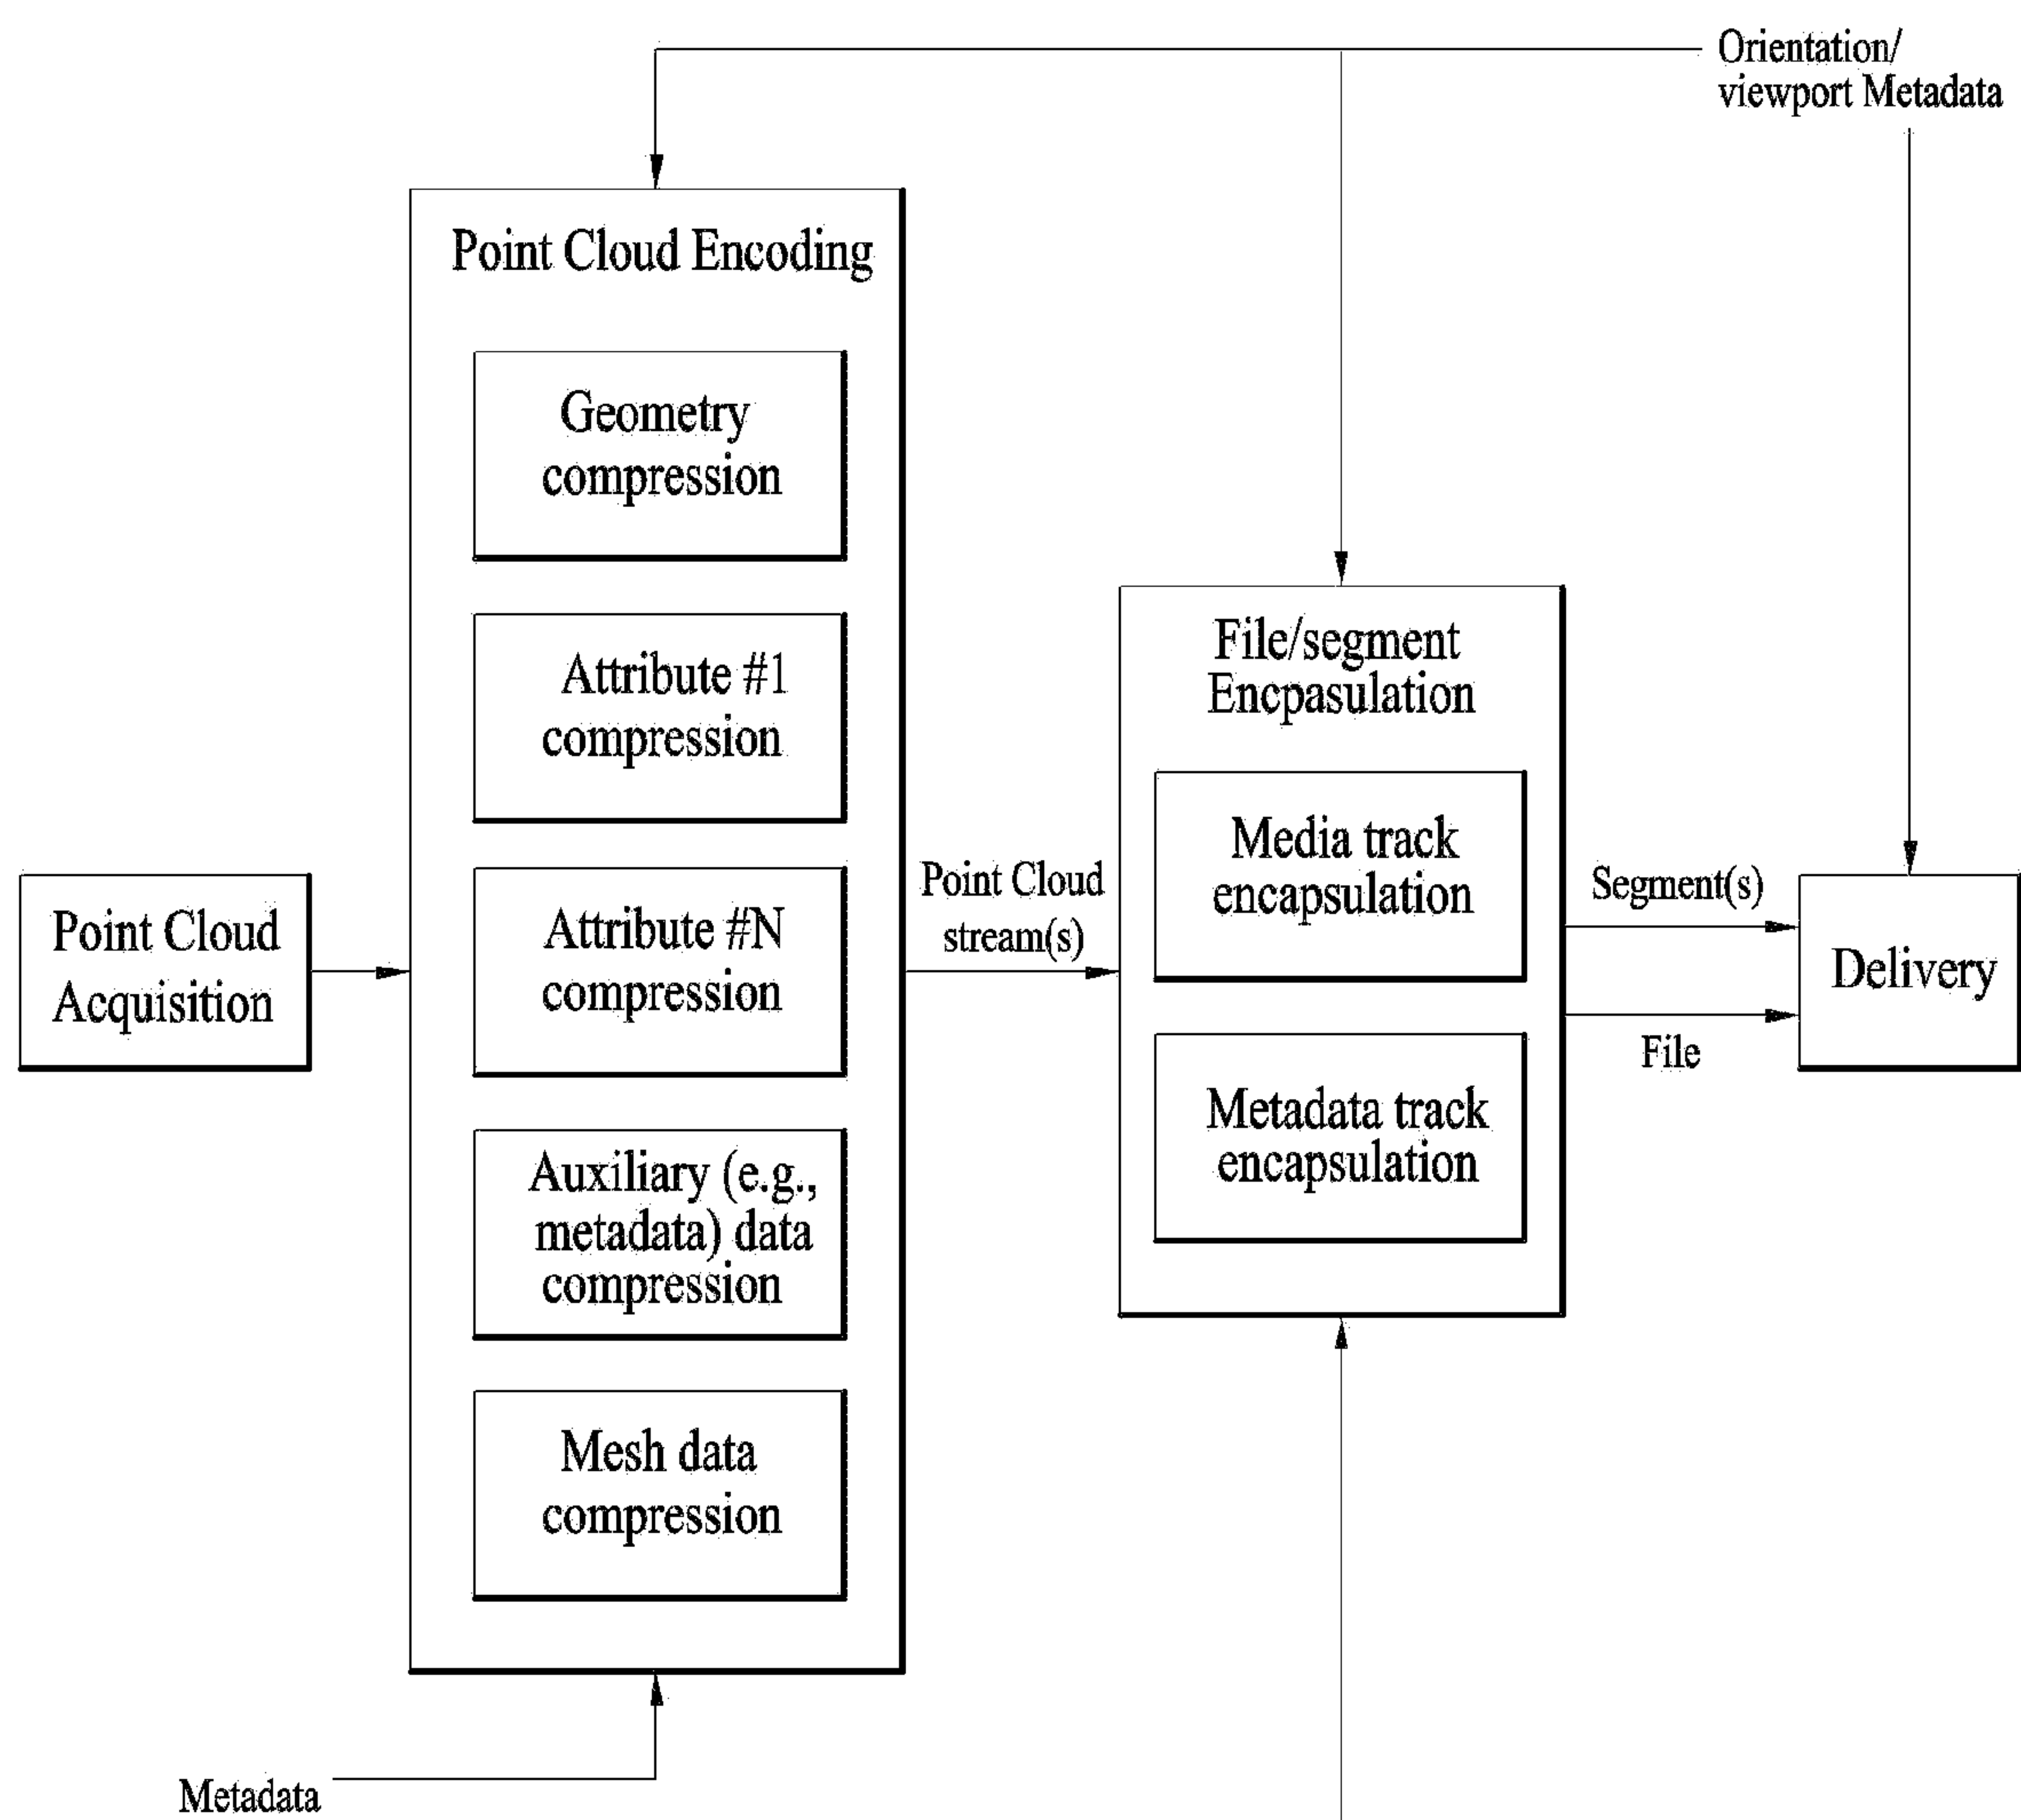 Orientation/
viewport Metadata
Point Cloud Encoding
Geometry
compression
Attribute #1
compression
Attribute #N
compression
Auxiliary (e.g.,
metadata) data
compression
Mesh data
compression
Point Cloud
Acquisition
Point Cloud
stream(s)
File/segment
Encpasulation
Media track
encapsulation
Metadata track
encapsulation
Segment(s)
File
Delivery
Metadata